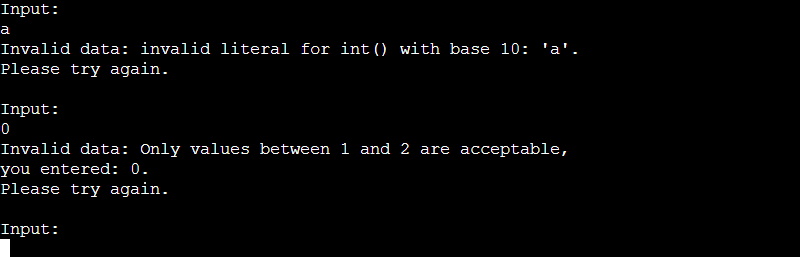 Input:
a
Invalid data: invalid literal for int() with base 10: 'a'.
Please try again.
Input:
0
Invalid data: Only values between 1 and 2 are acceptable,
you entered: 0.
Please try again.
Input: